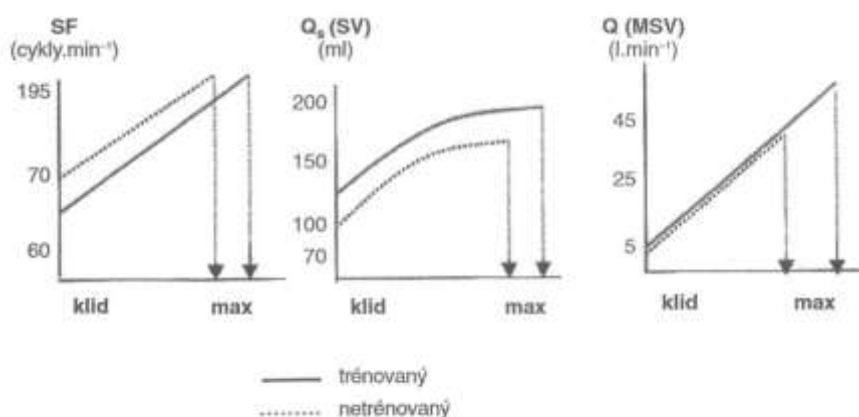 SF
(cykly.min⁻¹)
195
70
60
klid max
Qs (SV)
(ml)
200
150
100
70
klid max
Q (MSV)
(l.min⁻¹)
45
25
5
klid max
trénovaný
netrénovaný